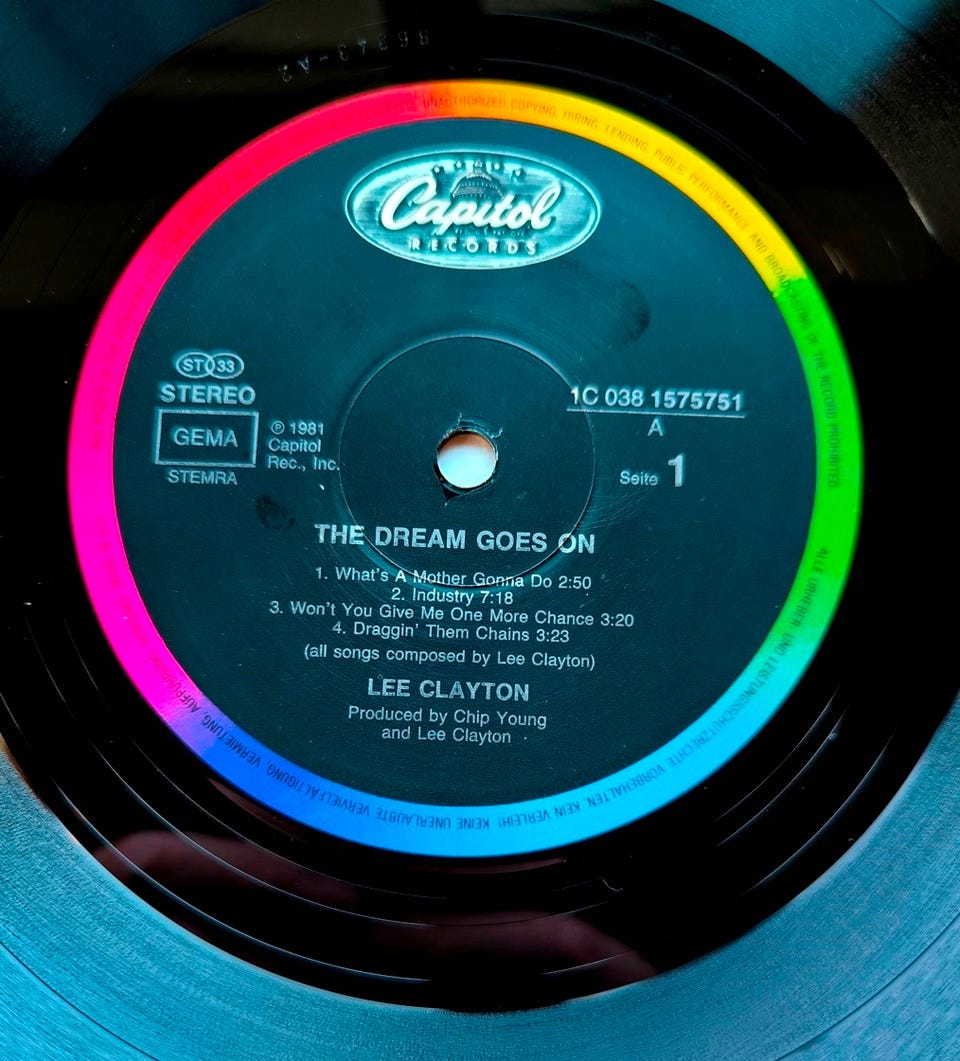 Capitol
RECORDS
ST 33
STEREO
GEMA
STEMRA
℗ 1981
Capitol
Rec., Inc.
1C 038 1575751
A
Seite 1
THE DREAM GOES ON
1. What's A Mother Gonna Do 2:50
2. Industry 7:18
3. Won't You Give Me One More Chance 3:20
4. Draggin' Them Chains 3:23
(all songs composed by Lee Clayton)
LEE CLAYTON
Produced by Chip Young
and Lee Clayton
UNAUTHORIZED COPYING, HIRING, LENDING, PUBLIC PERFORMANCE AND BROADCASTING OF THE RECORD PROHIBITED
ALLE URHEBER- UND LEISTUNGSSCHUTZRECHTE VORBEHALTEN KEIN VERLEIH! KEINE UNERLAUBTE VERVIELFÄLTIGUNG, VERMIETUNG, AUFFÜHRUNG